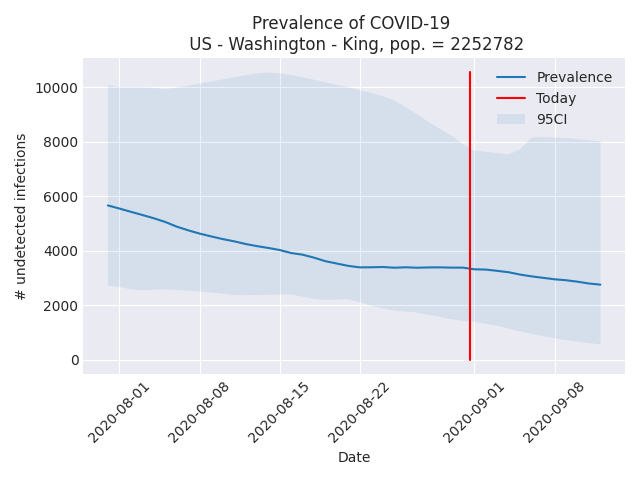 Prevalence of COVID-19
US - Washington - King, pop. = 2252782
Prevalence
Today
95CI
# undetected infections
10000
8000
6000
4000
2000
0
2020-08-01
2020-08-08
2020-08-15
2020-08-22
2020-09-01
2020-09-08
Date